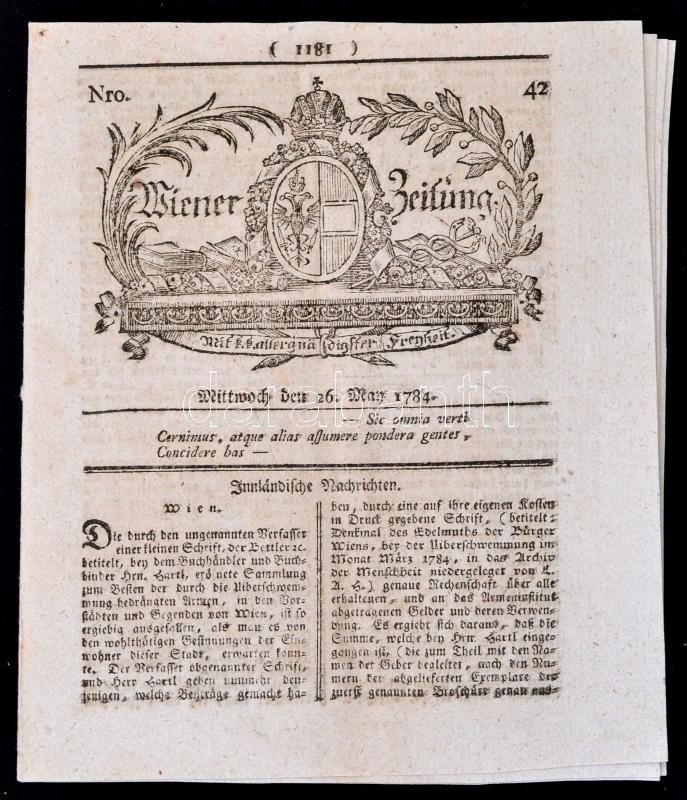 ( 1181 )
Nro. 42
Wiener Zeitung.
Mit k. k. allergnädigster Freyheit.
Mittwoch den 26. May 1784.
— Sic omnia verti
Cernimus, atque alias aſſumere pondera gentes,
Concidere has —
Innländiſche Nachrichten.
Wien.
Die durch den ungenannten Verfaſſer
einer kleinen Schrift, der Bettler ꝛc.
betitelt, bey dem Buchhändler und Buch-
binder Hrn. Hartl, eröfnete Sammlung
zum Beſten der durch die Uiberſchwem-
mung bedrängten Armen, in den Vor-
ſtädten und Gegenden von Wien, iſt ſo
ergiebig ausgefallen, als man es von
den wohlthätigen Geſinnungen der Ein-
wohner dieſer Stadt, erwarten konn-
te. Der Verfaſſer obgenannter Schrift,
und Herr Hartl geben nunmehr den-
jenigen, welche Beyträge gemacht ha-
ben, durch eine auf ihre eigenen Koſten
in Druck gegebene Schrift, (betitelt:
Denkmal des Edelmuths der Bürger
Wiens, bey der Uiberſchwemmung im
Monat März 1784, in das Archiv
der Menſchheit niedergeleget von L.
A. H.) genaue Rechenſchaft über alle
erhaltenen, und an das Armeninſtitut
abgetragenen Gelder und deren Verwen-
dung. Es ergiebt ſich daraus, daß die
Summe, welche bey Hrn. Hartl einge-
gangen iſt, (die zum Theil mit den Na-
men der Geber begleitet, nach den Nu-
mern der abgelieferten Exemplare der
zuerſt genannten Broſchüre genau
darabanth